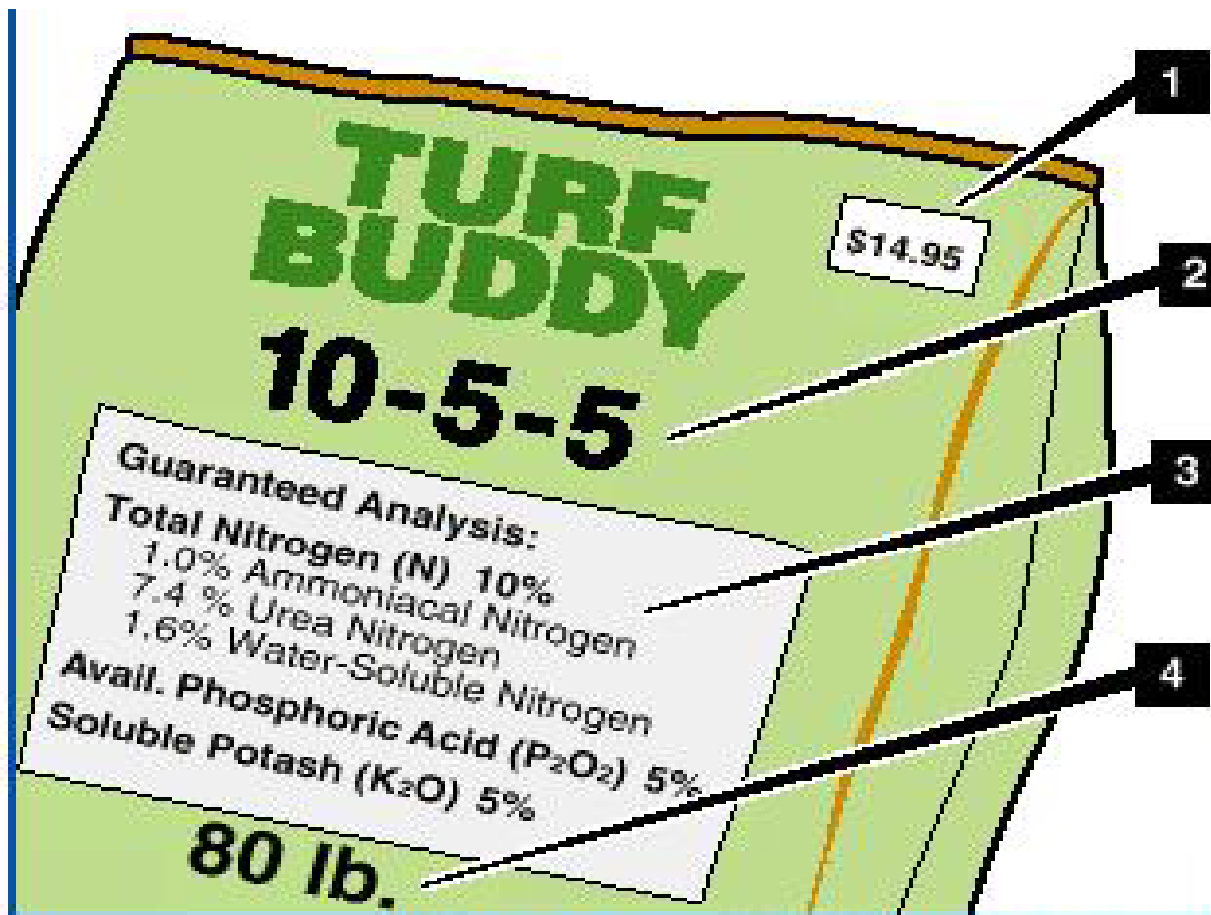 TURF
BUDDY
$14.95
10-5-5
Guaranteed Analysis:
Total Nitrogen (N) 10%
1.0% Ammoniacal Nitrogen
7.4 % Urea Nitrogen
1.6% Water-Soluble Nitrogen
Avail. Phosphoric Acid (P₂O₂) 5%
Soluble Potash (K₂O) 5%
80 lb.
1
2
3
4